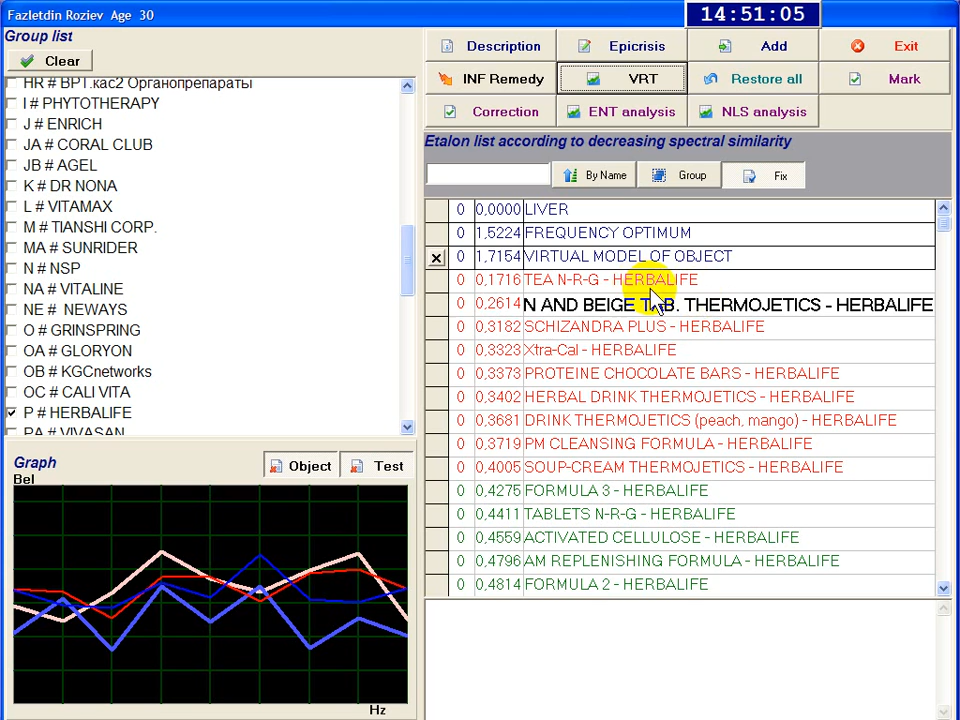 Fazletdin Roziev Age 30
14:51:05
Group list
Clear
HR # ВРТ.кас2 Органопрепараты
I # PHYTOTHERAPY
J # ENRICH
JA # CORAL CLUB
JB # AGEL
K # DR NONA
L # VITAMAX
M # TIANSHI CORP.
MA # SUNRIDER
N # NSP
NA # VITALINE
NE # NEWAYS
O # GRINSPRING
OA # GLORYON
OB # KGCnetworks
OC # CALI VITA
P # HERBALIFE
PA # VIVASAN
Graph
Object
Test
Bel
Hz
Description
Epicrisis
Add
Exit
INF Remedy
VRT
Restore all
Mark
Correction
ENT analysis
NLS analysis
Etalon list according to decreasing spectral similarity
By Name
Group
Fix
0 0,0000 LIVER
0 1,5224 FREQUENCY OPTIMUM
0 1,7154 VIRTUAL MODEL OF OBJECT
0 0,1716 TEA N-R-G - HERBALIFE
0 0,2614 N AND BEIGE TAB. THERMOJETICS - HERBALIFE
0 0,3182 SCHIZANDRA PLUS - HERBALIFE
0 0,3323 Xtra-Cal - HERBALIFE
0 0,3373 PROTEINE CHOCOLATE BARS - HERBALIFE
0 0,3402 HERBAL DRINK THERMOJETICS - HERBALIFE
0 0,3681 DRINK THERMOJETICS (peach, mango) - HERBALIFE
0 0,3719 PM CLEANSING FORMULA - HERBALIFE
0 0,4005 SOUP-CREAM THERMOJETICS - HERBALIFE
0 0,4275 FORMULA 3 - HERBALIFE
0 0,4411 TABLETS N-R-G - HERBALIFE
0 0,4559 ACTIVATED CELLULOSE - HERBALIFE
0 0,4796 AM REPLENISHING FORMULA - HERBALIFE
0 0,4814 FORMULA 2 - HERBALIFE